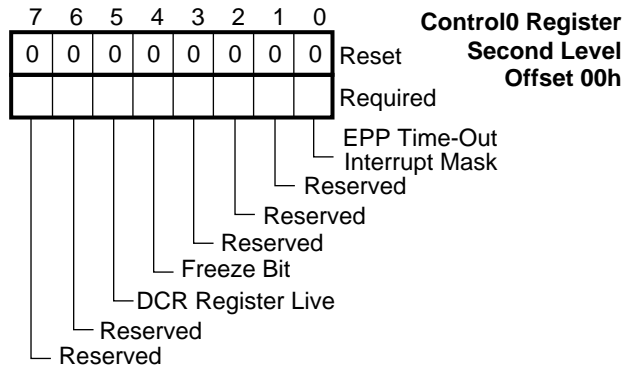 7 6 5 4 3 2 1 0
Control0 Register
Second Level
Offset 00h
0 0 0 0 0 0 0 0 Reset
Required
EPP Time-Out
Interrupt Mask
Reserved
Reserved
Reserved
Freeze Bit
DCR Register Live
Reserved
Reserved